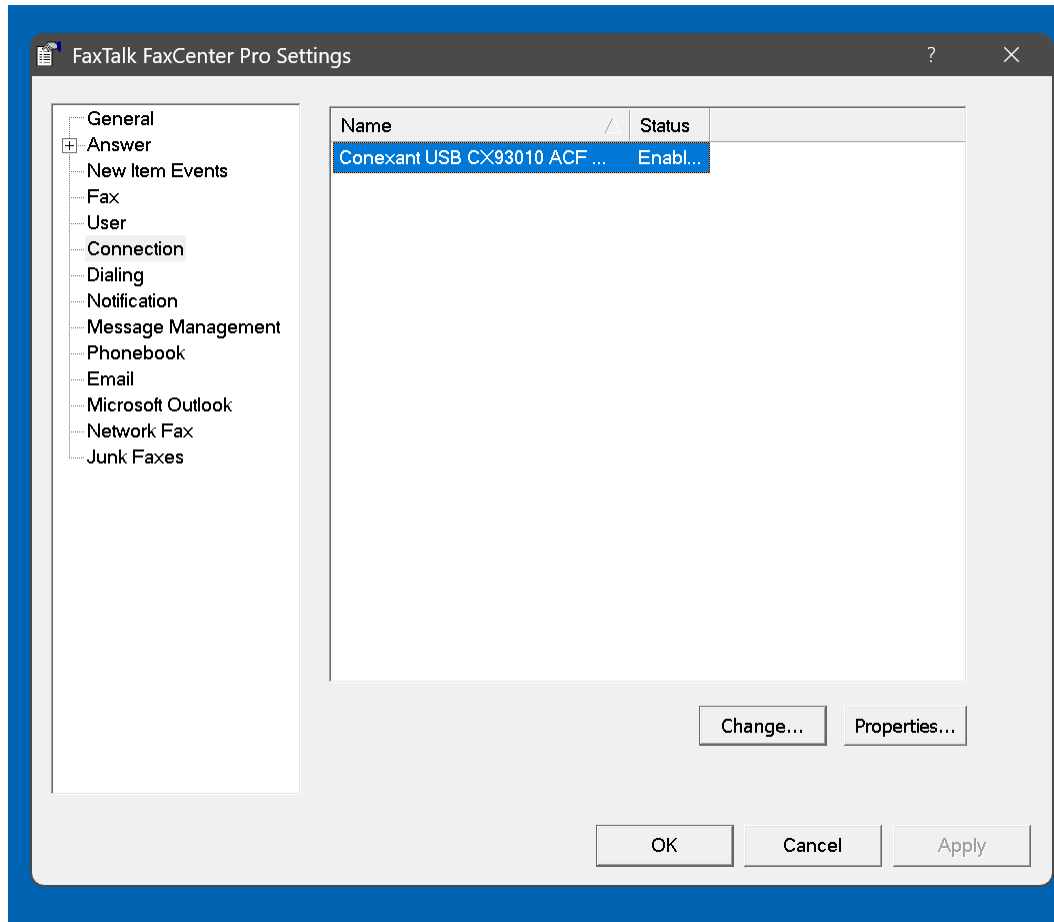 FaxTalk FaxCenter Pro Settings
General
Answer
New Item Events
Fax
User
Connection
Dialing
Notification
Message Management
Phonebook
Email
Microsoft Outlook
Network Fax
Junk Faxes
Name Status
Conexant USB CX93010 ACF ... Enabl...
Change... Properties...
OK Cancel Apply